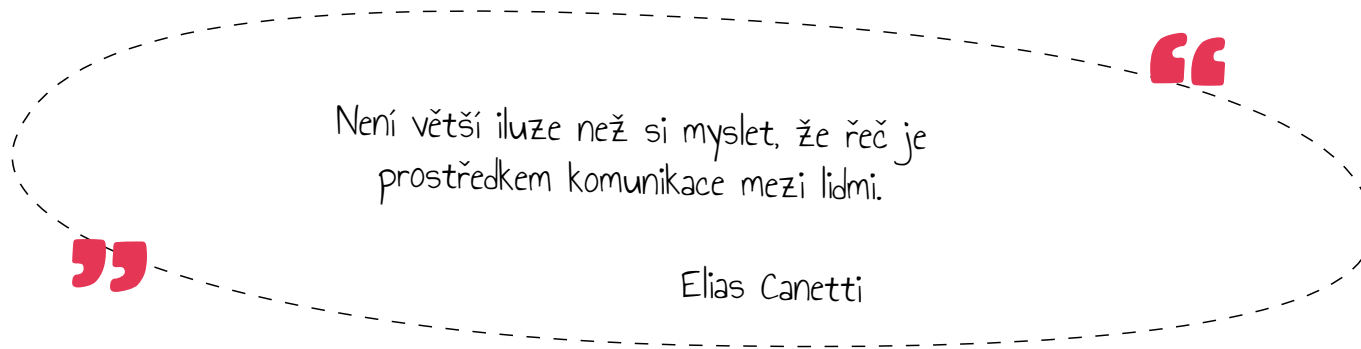 Není větší iluze než si myslet, že řeč je
prostředkem komunikace mezi lidmi.
Elias Canetti